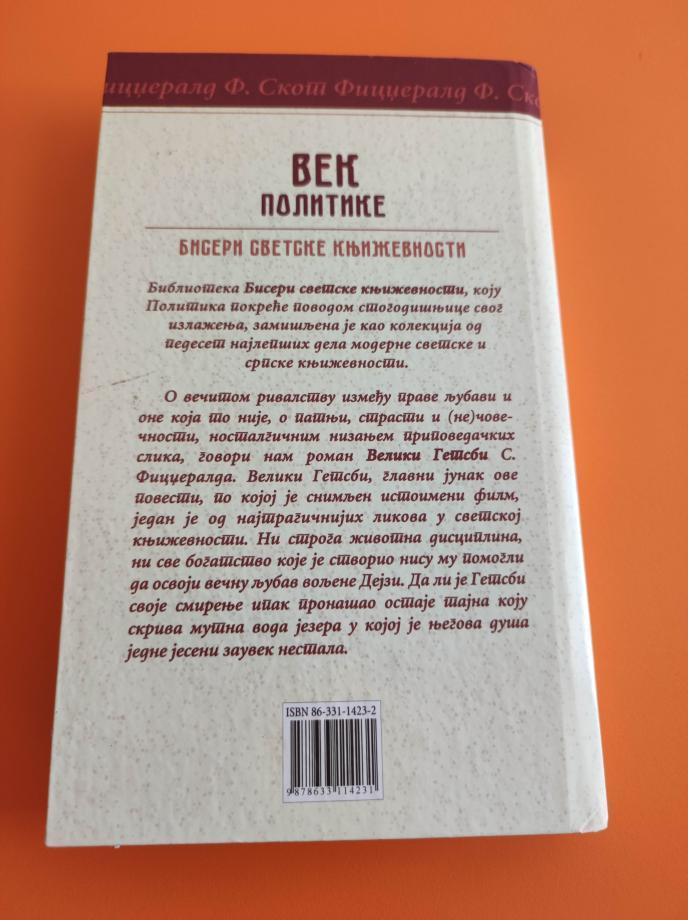 ицџералд Ф. Скот Фицџералд Ф. Ско
ВЕК
ПОЛИТИКЕ
БИСЕРИ СВЕТСКЕ КЊИЖЕВНОСТИ
Библиотека Бисери светске књижевности, коју
Политика покреће поводом стогодишњице свог
излажења, замишљена је као колекција од
педесет најлепших дела модерне светске и
српске књижевности.
О вечитом ривалству између праве љубави и
оне која то није, о патњи, страсти и (не)чове-
чности, носталгичним низањем приповедачких
слика, говори нам роман Велики Гетсби С.
Фицџералда. Велики Гетсби, главни јунак ове
повести, по којој је снимљен истоимени филм,
један је од најтрагичнијих ликова у светској
књижевности. Ни строга животна дисциплина,
ни све богатство које је створио нису му помогли
да освоји вечну љубав вољене Дејзи. Да ли је Гетсби
своје смирење ипак пронашао остаје тајна коју
скрива мутна вода језера у којој је његова душа
једне јесени заувек нестала.
ISBN 86-331-1423-2
9 788633 114231